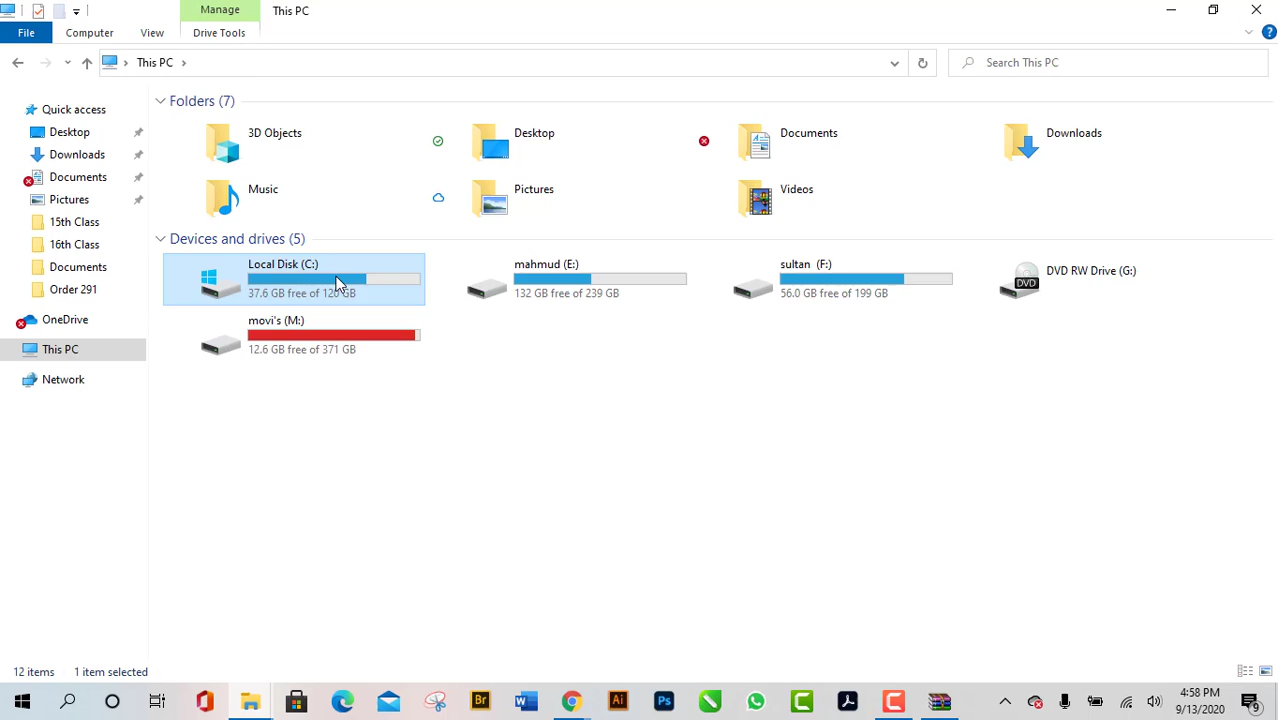 Manage
This PC
File
Computer
View
Drive Tools
This PC
Search This PC
Quick access
Desktop
Downloads
Documents
Pictures
15th Class
16th Class
Documents
Order 291
OneDrive
This PC
Network
Folders (7)
3D Objects
Desktop
Documents
Downloads
Music
Pictures
Videos
Devices and drives (5)
Local Disk (C:)
37.6 GB free of GB
mahmud (E:)
132 GB free of 239 GB
sultan (F:)
56.0 GB free of 199 GB
DVD RW Drive (G:)
DVD
movi's (M:)
12.6 GB free of 371 GB
12 items
1 item selected
Br
W
Ai
Ps
4:58 PM
9/13/2020
9